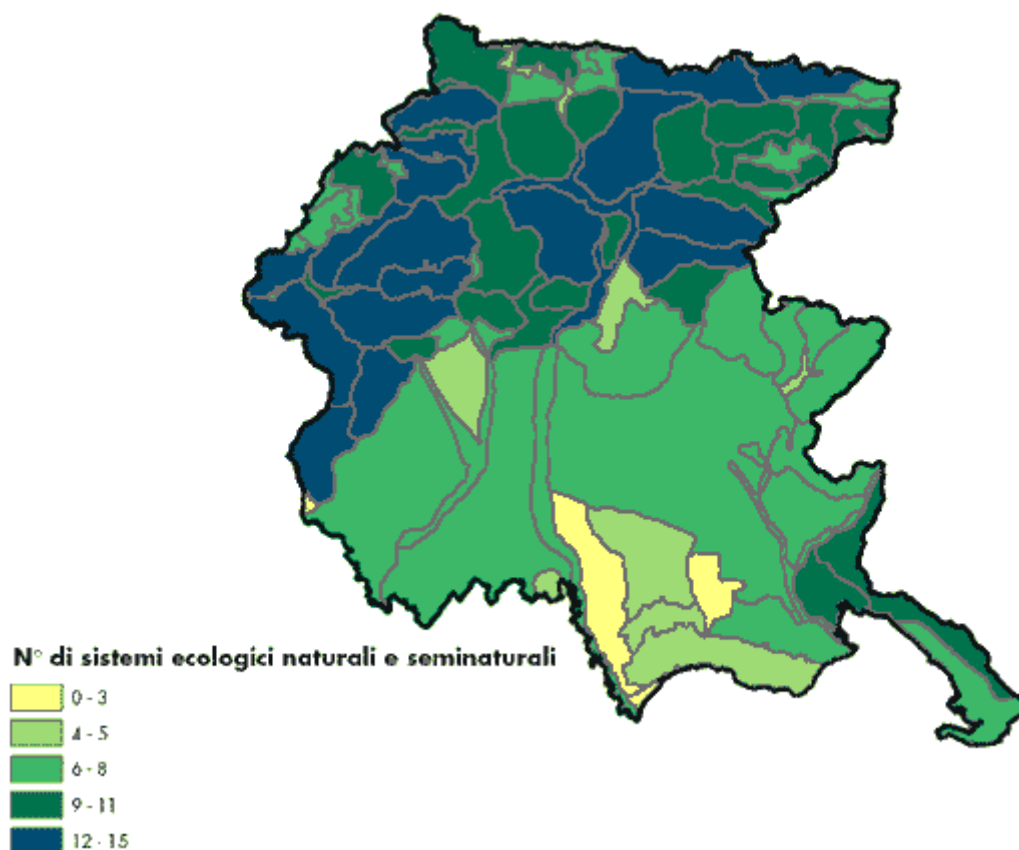 N° di sistemi ecologici naturali e seminaturali
0 - 3
4 - 5
6 - 8
9 - 11
12 - 15